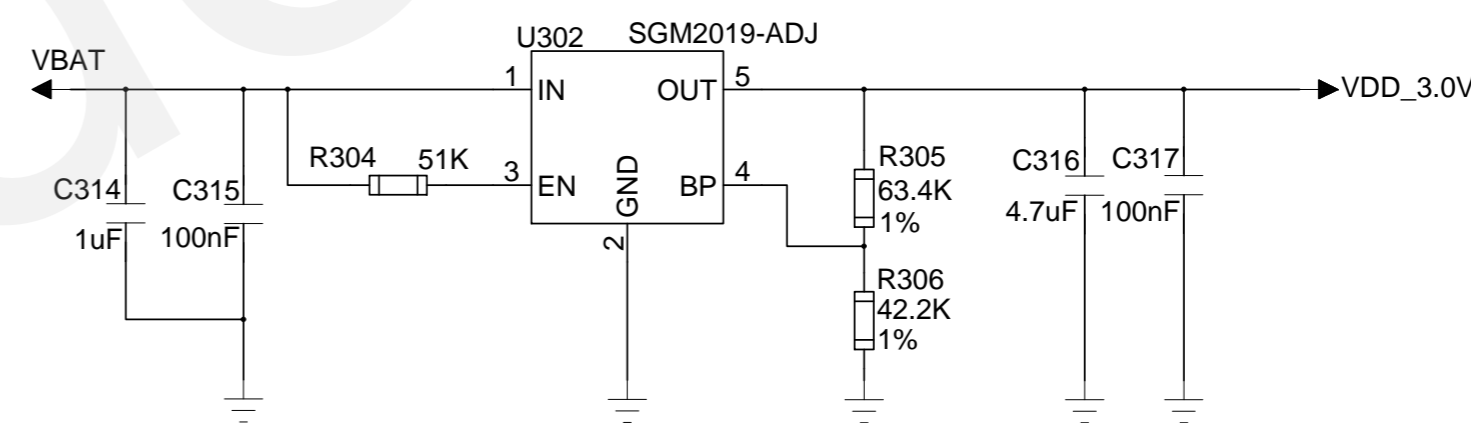 VBAT
U302
SGM2019-ADJ
1
IN
OUT
5
VDD_3.0V
R304
51K
3
EN
GND
2
BP
4
C314
1uF
C315
100nF
R305
63.4K
1%
R306
42.2K
1%
C316
4.7uF
C317
100nF